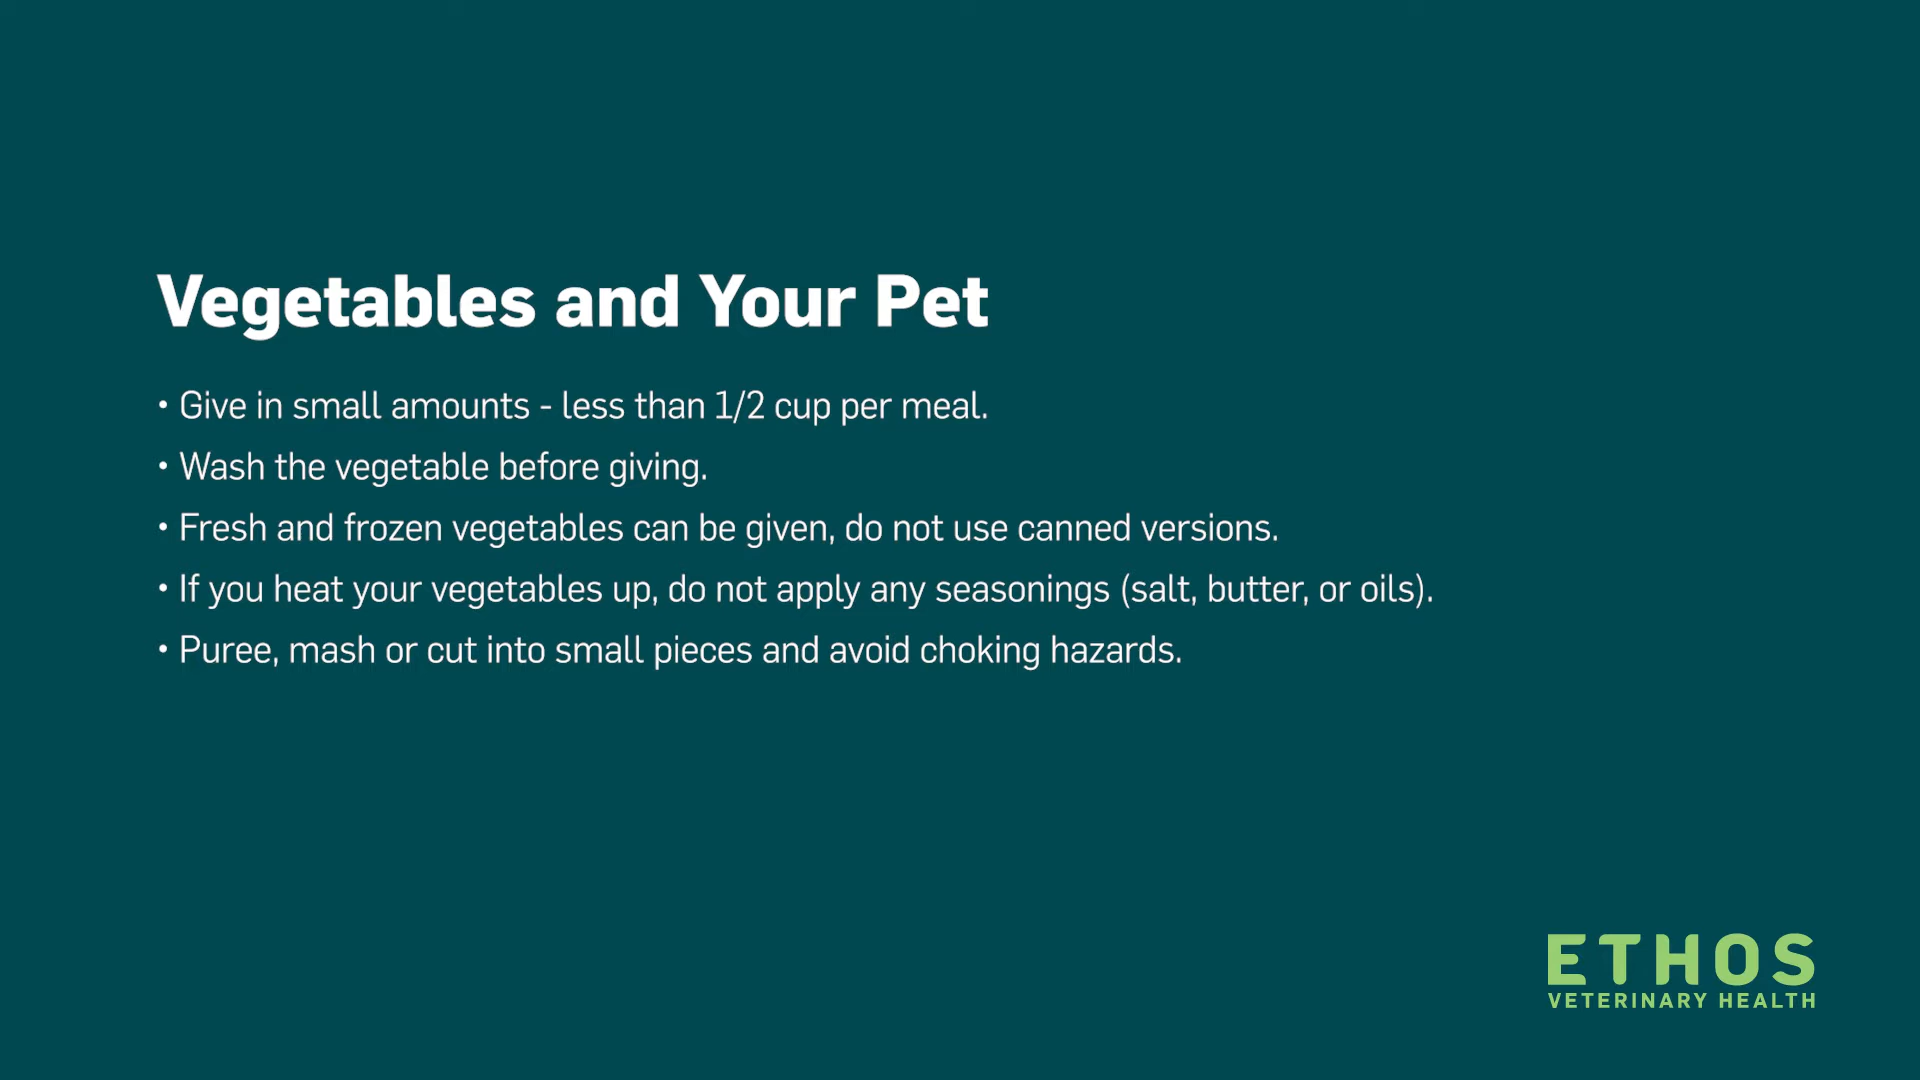 Vegetables and Your Pet
• Give in small amounts - less than 1/2 cup per meal.
• Wash the vegetable before giving.
• Fresh and frozen vegetables can be given, do not use canned versions.
• If you heat your vegetables up, do not apply any seasonings (salt, butter, or oils).
• Puree, mash or cut into small pieces and avoid choking hazards.
ETHOS
VETERINARY HEALTH